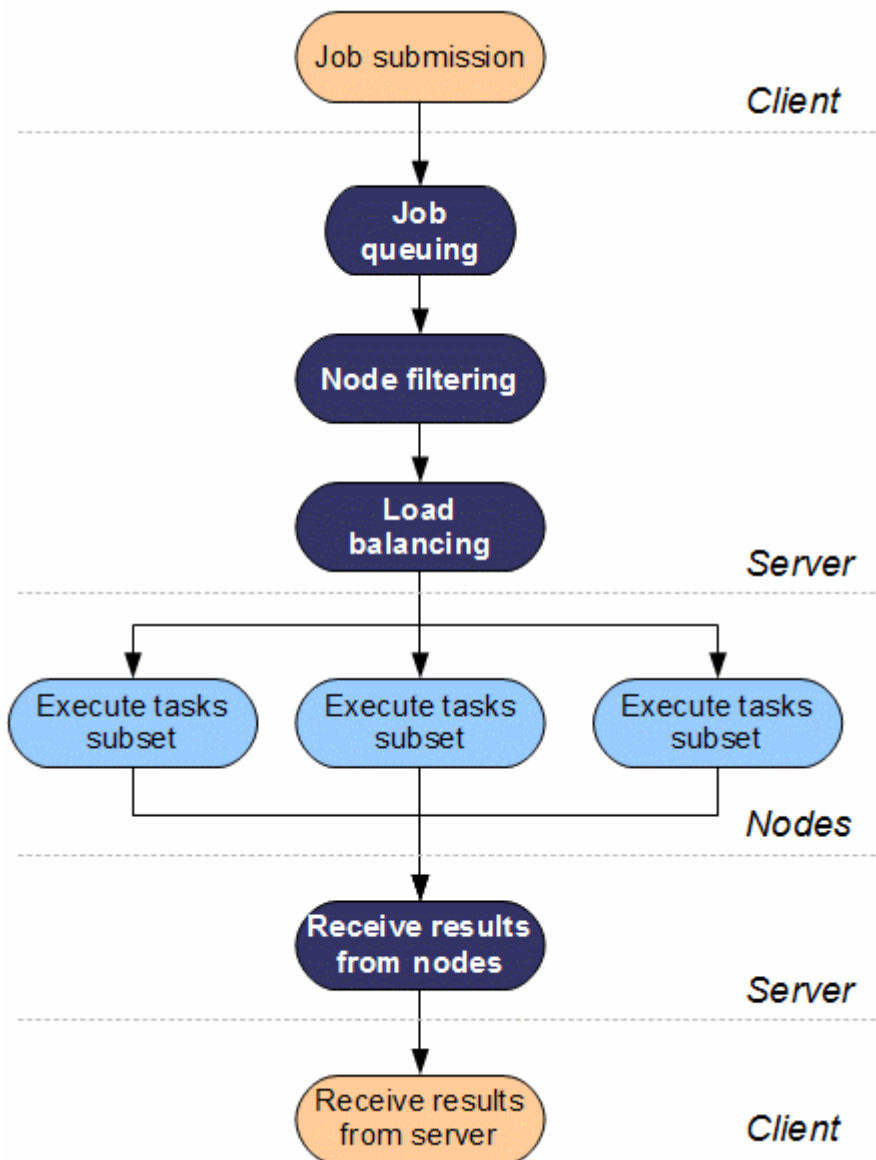 Job submission
Client
Job
queuing
Node filtering
Load
balancing
Server
Execute tasks
subset
Execute tasks
subset
Execute tasks
subset
Nodes
Receive results
from nodes
Server
Receive results
from server
Client